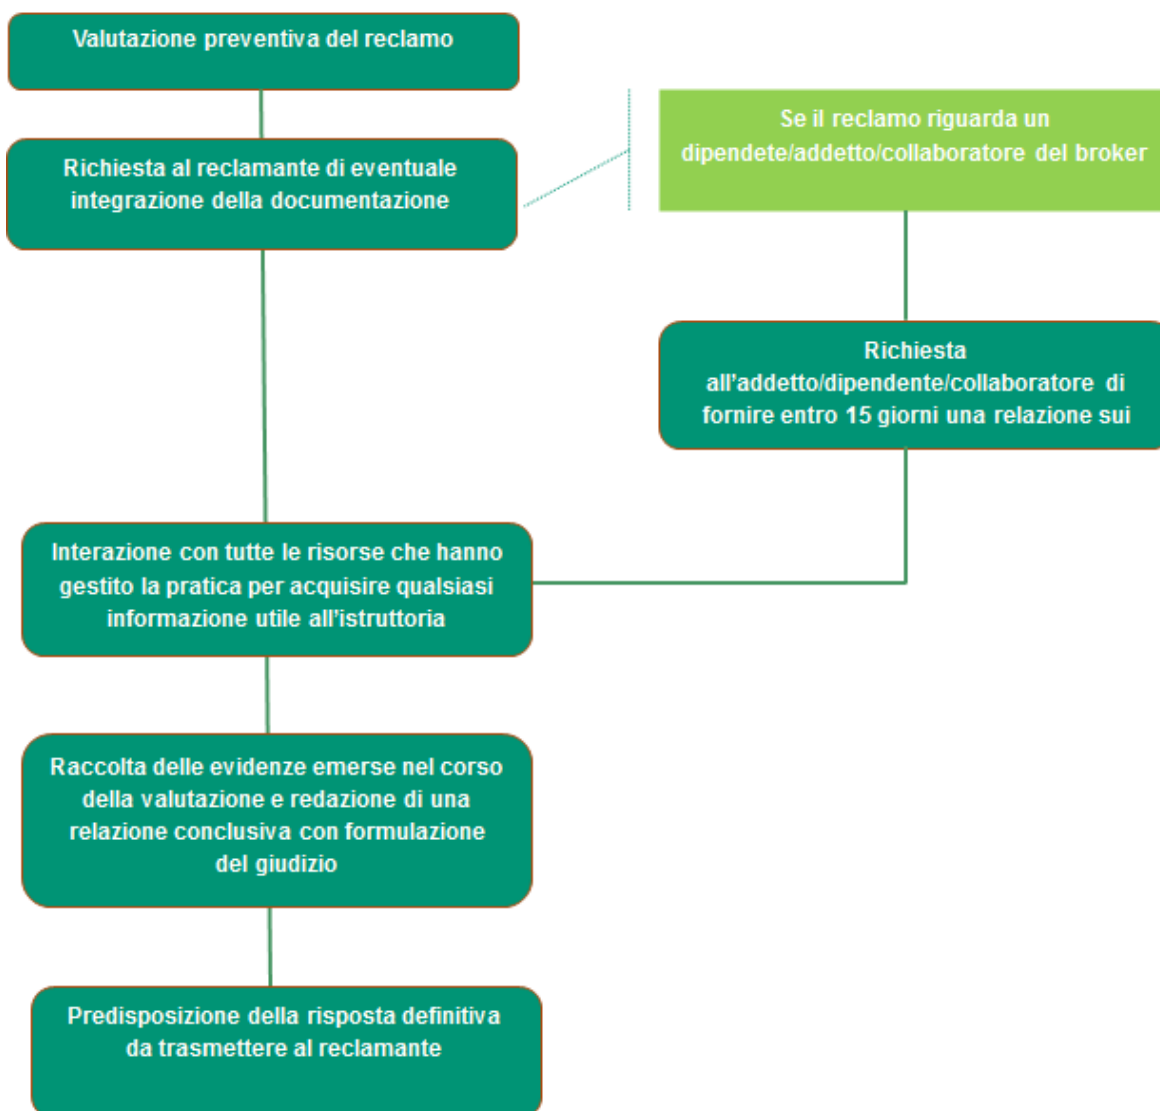 Valutazione preventiva del reclamo
Richiesta al reclamante di eventuale
integrazione della documentazione
Se il reclamo riguarda un
dipendete/addetto/collaboratore del broker
Richiesta
all'addetto/dipendente/collaboratore di
fornire entro 15 giorni una relazione sui
Interazione con tutte le risorse che hanno
gestito la pratica per acquisire qualsiasi
informazione utile all'istruttoria
Raccolta delle evidenze emerse nel corso
della valutazione e redazione di una
relazione conclusiva con formulazione
del giudizio
Predisposizione della risposta definitiva
da trasmettere al reclamante